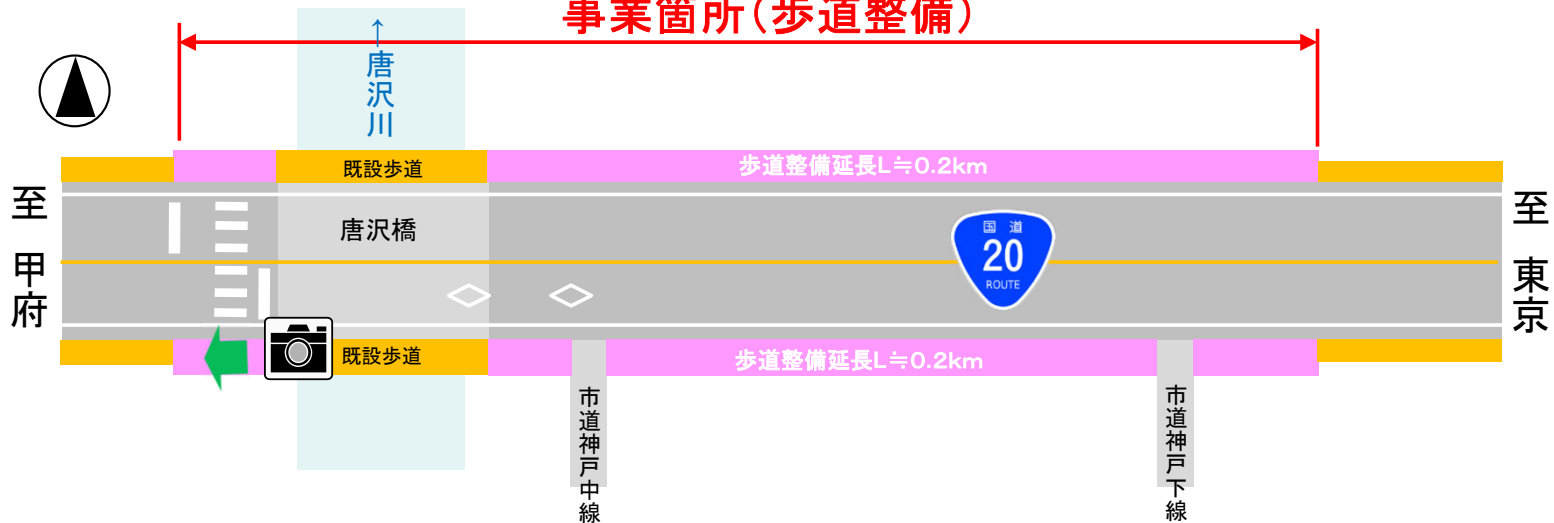 事業箇所(歩道整備)
↑唐沢川
既設歩道
歩道整備延長L≒0.2km
至 甲府
唐沢橋
国道
20
ROUTE
至 東京
既設歩道
歩道整備延長L≒0.2km
市道神戸中線
市道神戸下線